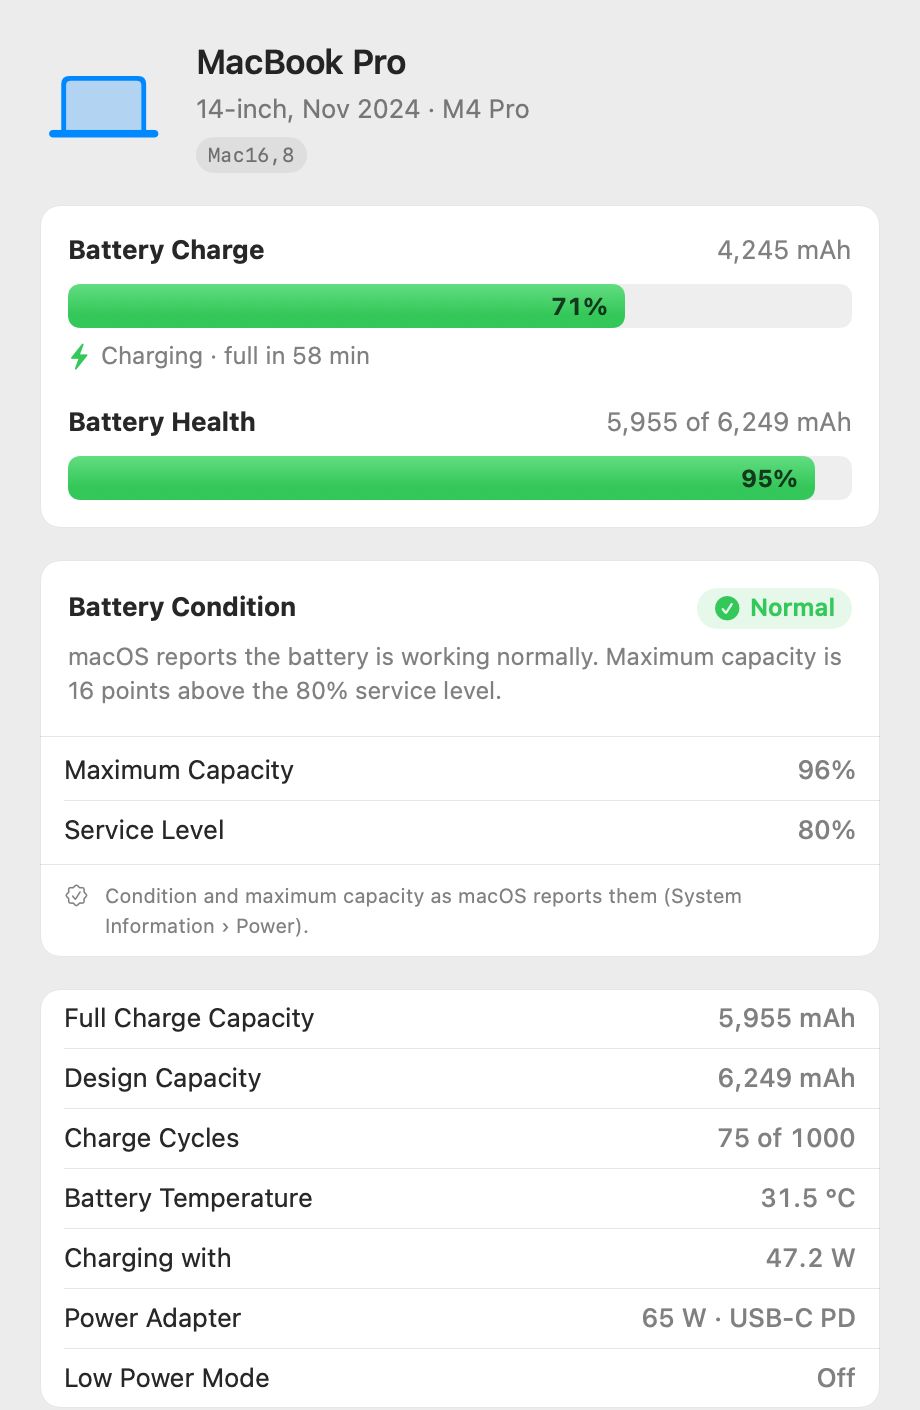 MacBook Pro
14-inch, Nov 2024 · M4 Pro
Mac16,8
Battery Charge 4,245 mAh
71%
Charging · full in 58 min
Battery Health 5,955 of 6,249 mAh
95%
Battery Condition Normal
macOS reports the battery is working normally. Maximum capacity is
16 points above the 80% service level.
Maximum Capacity 96%
Service Level 80%
Condition and maximum capacity as macOS reports them (System
Information › Power).
Full Charge Capacity 5,955 mAh
Design Capacity 6,249 mAh
Charge Cycles 75 of 1000
Battery Temperature 31.5 °C
Charging with 47.2 W
Power Adapter 65 W · USB-C PD
Low Power Mode Off